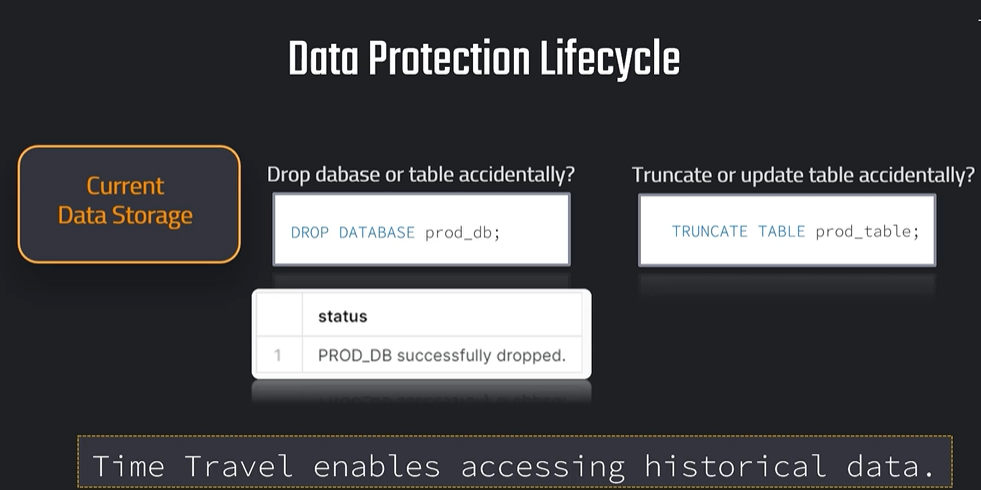 Data Protection Lifecycle
Current
Data Storage
Drop dabase or table accidentally?
DROP DATABASE prod_db;
status
1 PROD_DB successfully dropped.
Truncate or update table accidentally?
TRUNCATE TABLE prod_table;
Time Travel enables accessing historical data.